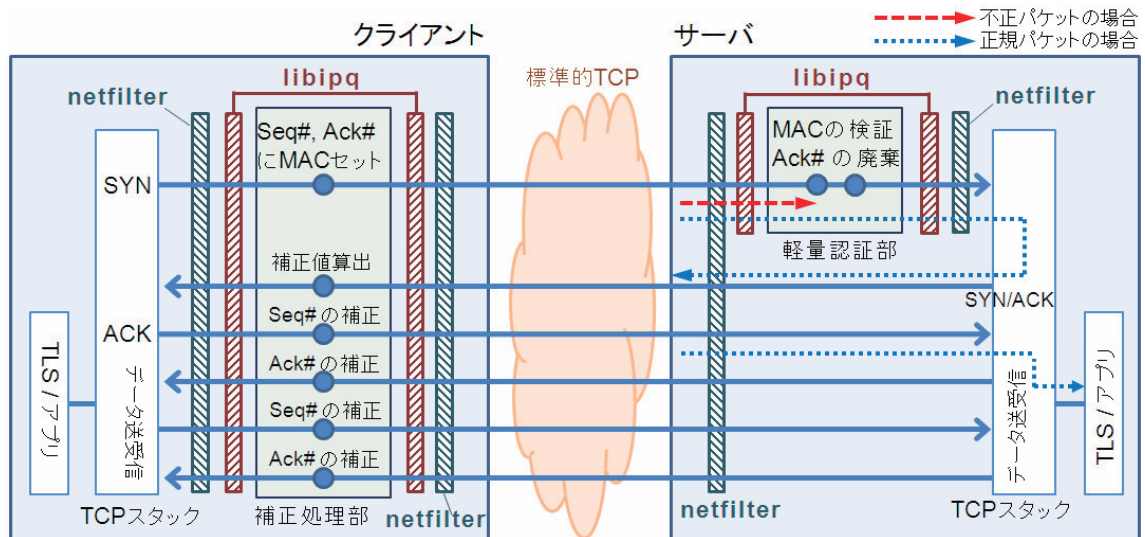 不正パケットの場合
正規パケットの場合
クライアント
サーバ
libipq
netfilter
Seq#, Ack#
にMACセット
SYN
補正値算出
Seq#の補正
ACK
Ack#の補正
Seq#の補正
Ack#の補正
データ送受信
TLS / アプリ
TCPスタック
補正処理部
netfilter
標準的TCP
libipq
netfilter
MACの検証
Ack#の廃棄
軽量認証部
SYN/ACK
データ送受信
TLS / アプリ
netfilter
TCPスタック